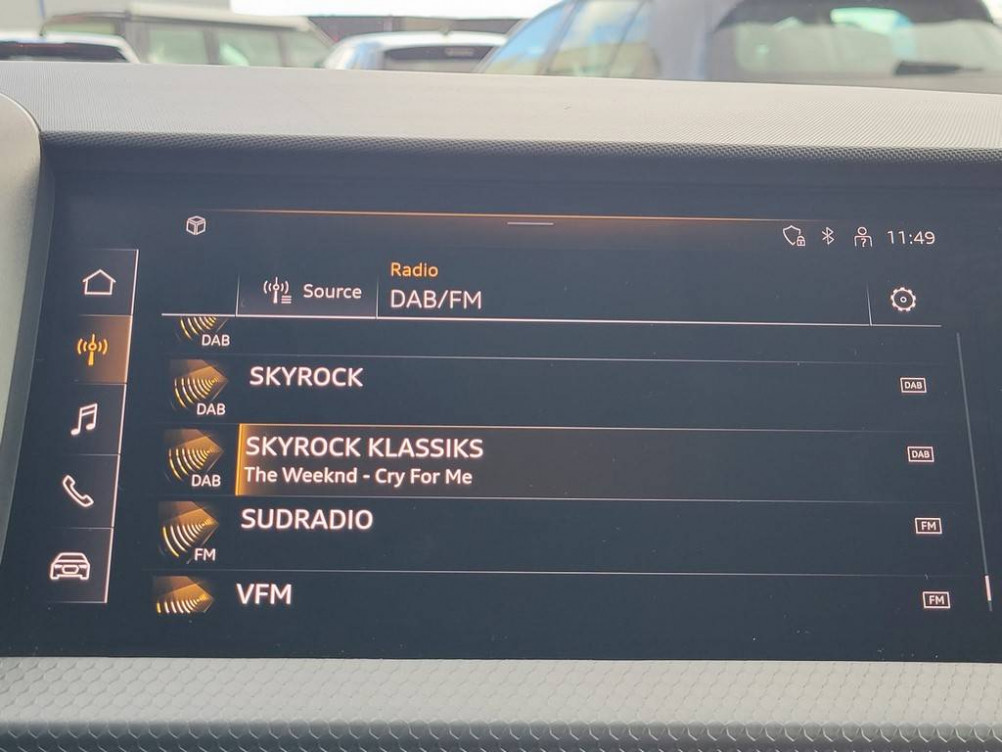 11:49
Radio
Source
DAB/FM
DAB
SKYROCK
DAB
DAB
SKYROCK KLASSIKS
DAB
The Weeknd - Cry For Me
DAB
SUDRADIO
FM
FM
VFM
FM